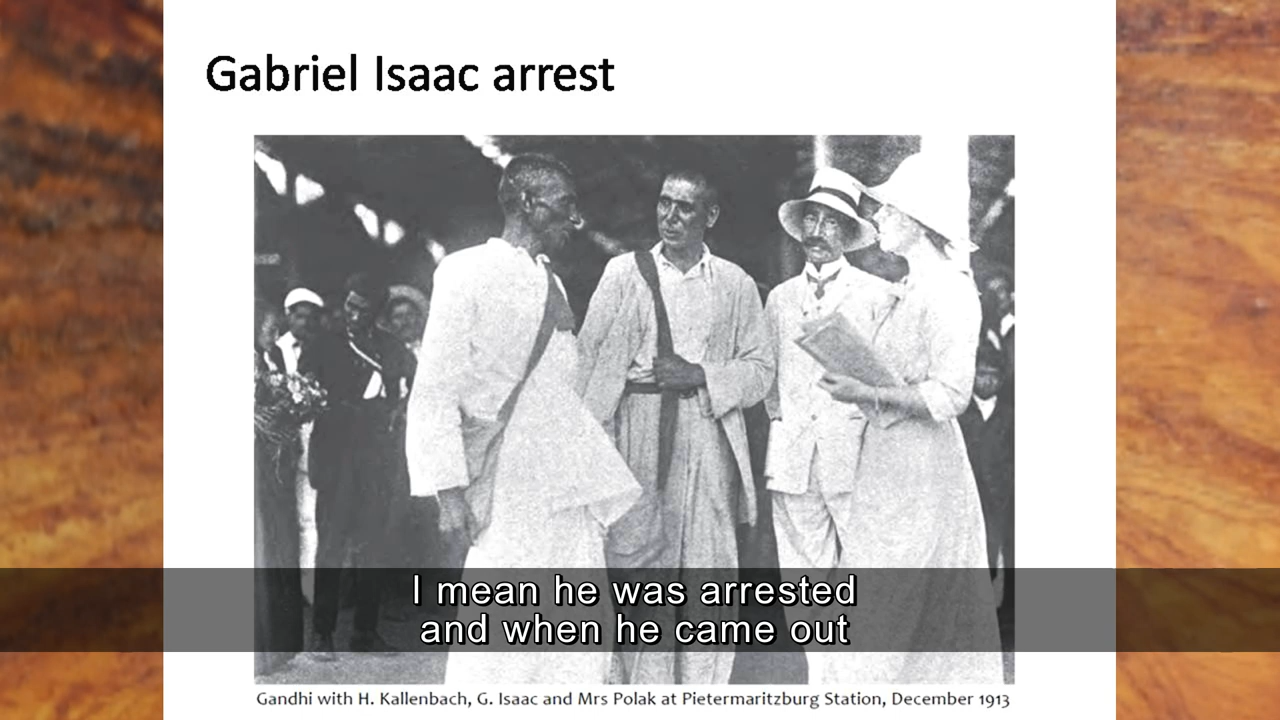 Gabriel Isaac arrest
I mean he was arrested
and when he came out
Gandhi with H. Kallenbach, G. Isaac and Mrs Polak at Pietermaritzburg Station, December 1913